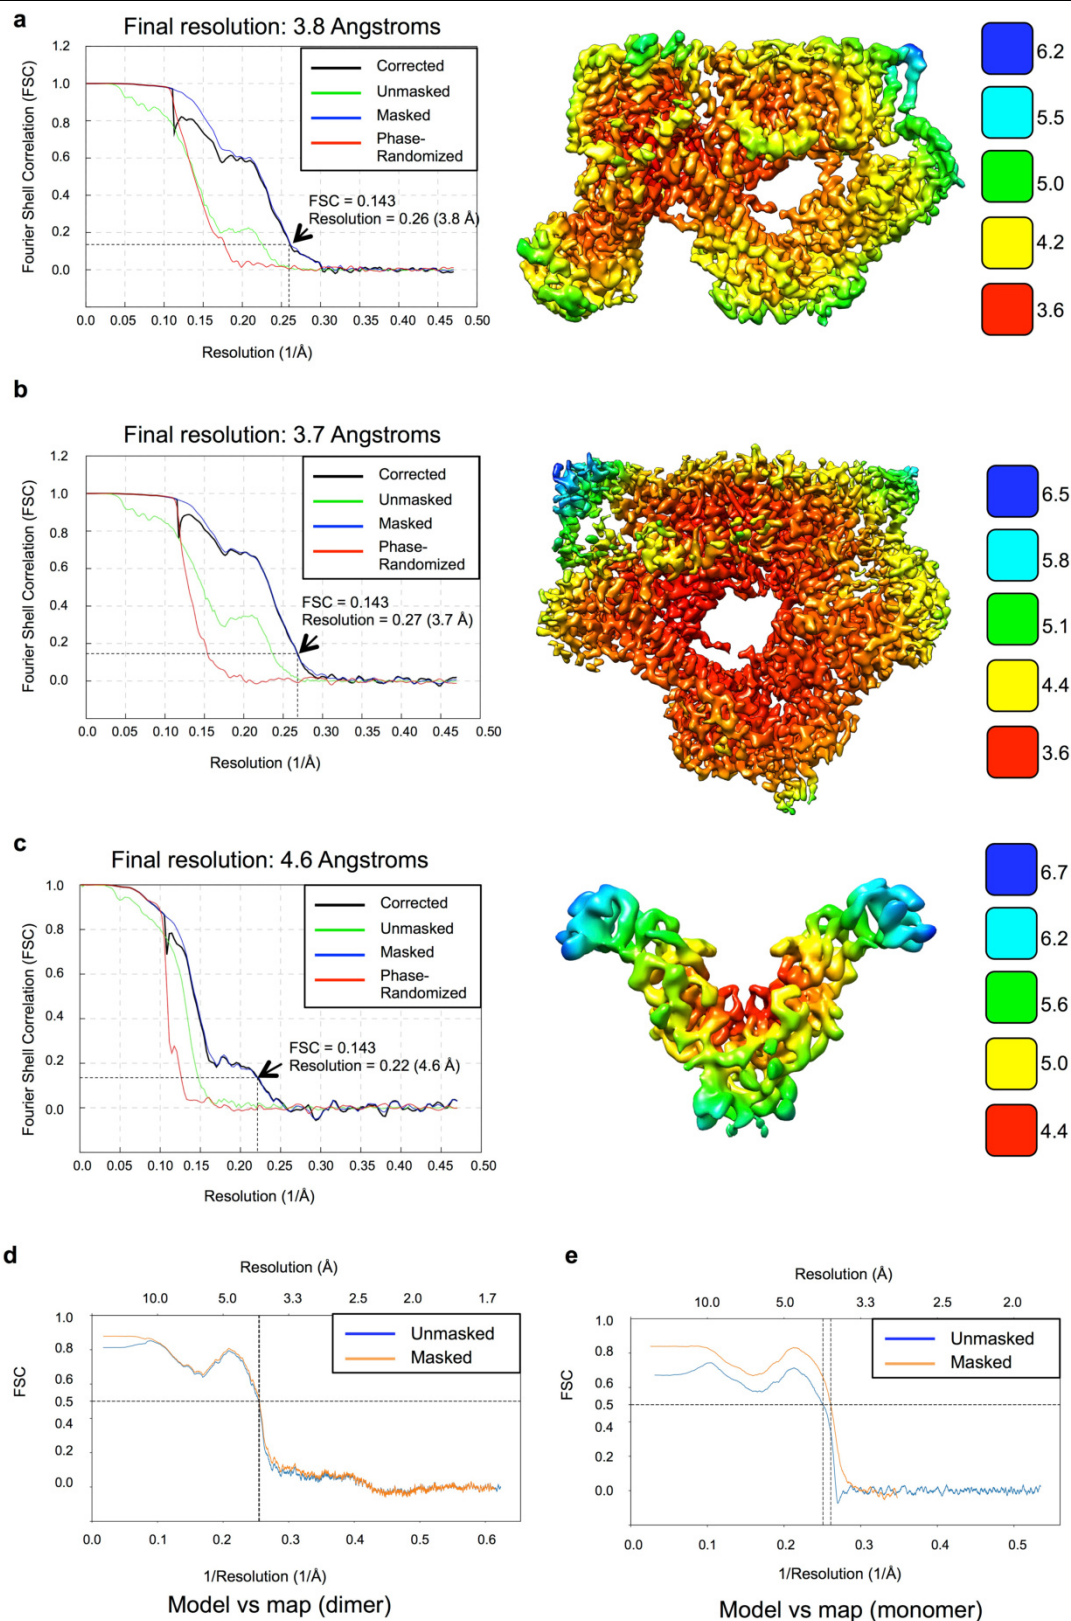 a
Final resolution: 3.8 Angstroms
1.2
1.0
0.8
0.6
0.4
0.2
0.0
Fourier Shell Correlation (FSC)
Corrected
Unmasked
Masked
Phase-
Randomized
FSC = 0.143
Resolution = 0.26 (3.8 Å)
0.0 0.05 0.10 0.15 0.20 0.25 0.30 0.35 0.40 0.45 0.50
Resolution (1/Å)
6.2
5.5
5.0
4.2
3.6
b
Final resolution: 3.7 Angstroms
1.2
1.0
0.8
0.6
0.4
0.2
0.0
Fourier Shell Correlation (FSC)
Corrected
Unmasked
Masked
Phase-
Randomized
FSC = 0.143
Resolution = 0.27 (3.7 Å)
0.0 0.05 0.10 0.15 0.20 0.25 0.30 0.35 0.40 0.45 0.50
Resolution (1/Å)
6.5
5.8
5.1
4.4
3.6
c
Final resolution: 4.6 Angstroms
1.0
0.8
0.6
0.4
0.2
0.0
Fourier Shell Correlation (FSC)
Corrected
Unmasked
Masked
Phase-
Randomized
FSC = 0.143
Resolution = 0.22 (4.6 Å)
0.0 0.05 0.10 0.15 0.20 0.25 0.30 0.35 0.40 0.45 0.50
Resolution (1/Å)
6.7
6.2
5.6
5.0
4.4
d
Resolution (Å)
10.0 5.0 3.3 2.5 2.0 1.7
1.0
0.8
0.6
0.5
0.4
0.2
0.0
FSC
Unmasked
Masked
0.0 0.1 0.2 0.3 0.4 0.5 0.6
1/Resolution (1/Å)
Model vs map (dimer)
e
Resolution (Å)
10.0 5.0 3.3 2.5 2.0
1.0
0.8
0.6
0.5
0.4
0.2
0.0
FSC
Unmasked
Masked
0.0 0.1 0.2 0.3 0.4 0.5
1/Resolution (1/Å)
Model vs map (monomer)